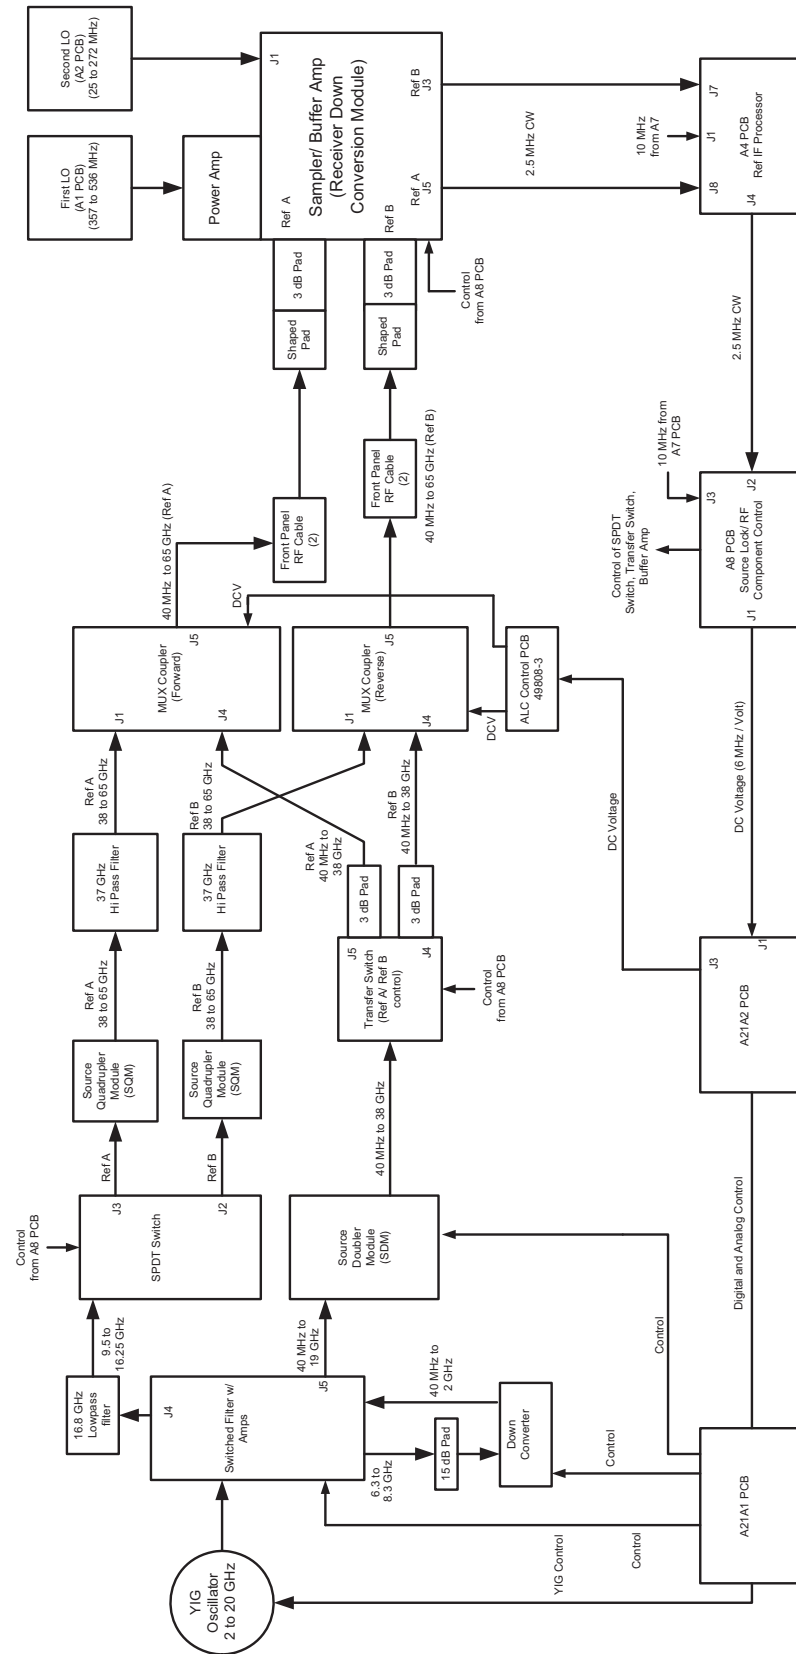 YIG
Oscillator
2 to 20 GHz
16.8 GHz
Lowpass
filter
J4
Switched Filter w/
Amps
J5
6.3 to
8.3 GHz
15 dB Pad
Down
Converter
40 MHz to
2 GHz
YIG Control
Control
Control
Control
A21A1 PCB
9.5 to
16.25 GHz
40 MHz to
19 GHz
Control
from A8 PCB
SPDT Switch
J3
J2
Source
Doubler
Module
(SDM)
Digital and Analog Control
Ref A
Ref B
40 MHz to 38 GHz
Source
Quadrupler
Module
(SQM)
Source
Quadrupler
Module
(SQM)
Ref A
38 to 65 GHz
Ref B
38 to 65 GHz
Transfer Switch
(Ref A/ Ref B
control)
J5
J4
3 dB Pad
3 dB Pad
Control
from A8 PCB
A21A2 PCB
J3
J1
37 GHz
Hi Pass Filter
37 GHz
Hi Pass Filter
Ref A
38 to 65 GHz
Ref B
38 to 65 GHz
Ref A
40 MHz to
38 GHz
Ref B
40 MHz to 38 GHz
DC Voltage
DC Voltage (6 MHz / Volt)
J1
J4
MUX Coupler
(Forward)
J5
J1
J4
MUX Coupler
(Reverse)
J5
DCV
DCV
ALC Control PCB
49808-3
Control of SPDT
Switch, Transfer Switch,
Buffer Amp
J1
A8 PCB
Source Lock/ RF
Component Control
J3
J2
10 MHz from
A7 PCB
40 MHz to 65 GHz (Ref A)
Front Panel
RF Cable
(2)
Front Panel
RF Cable
(2)
40 MHz to 65 GHz (Ref B)
2.5 MHz CW
Shaped
Pad
3 dB Pad
Shaped
Pad
3 dB Pad
Control
from A8 PCB
First LO
(A1 PCB)
(357 to 536 MHz)
Second LO
(A2 PCB)
(25 to 272 MHz)
Power Amp
J1
Ref A
Sampler/ Buffer Amp
(Receiver Down
Conversion Module)
Ref B
Ref A
J5
Ref B
J3
2.5 MHz CW
10 MHz
from A7
J8
J1
J7
A4 PCB
Ref IF Processor
J4